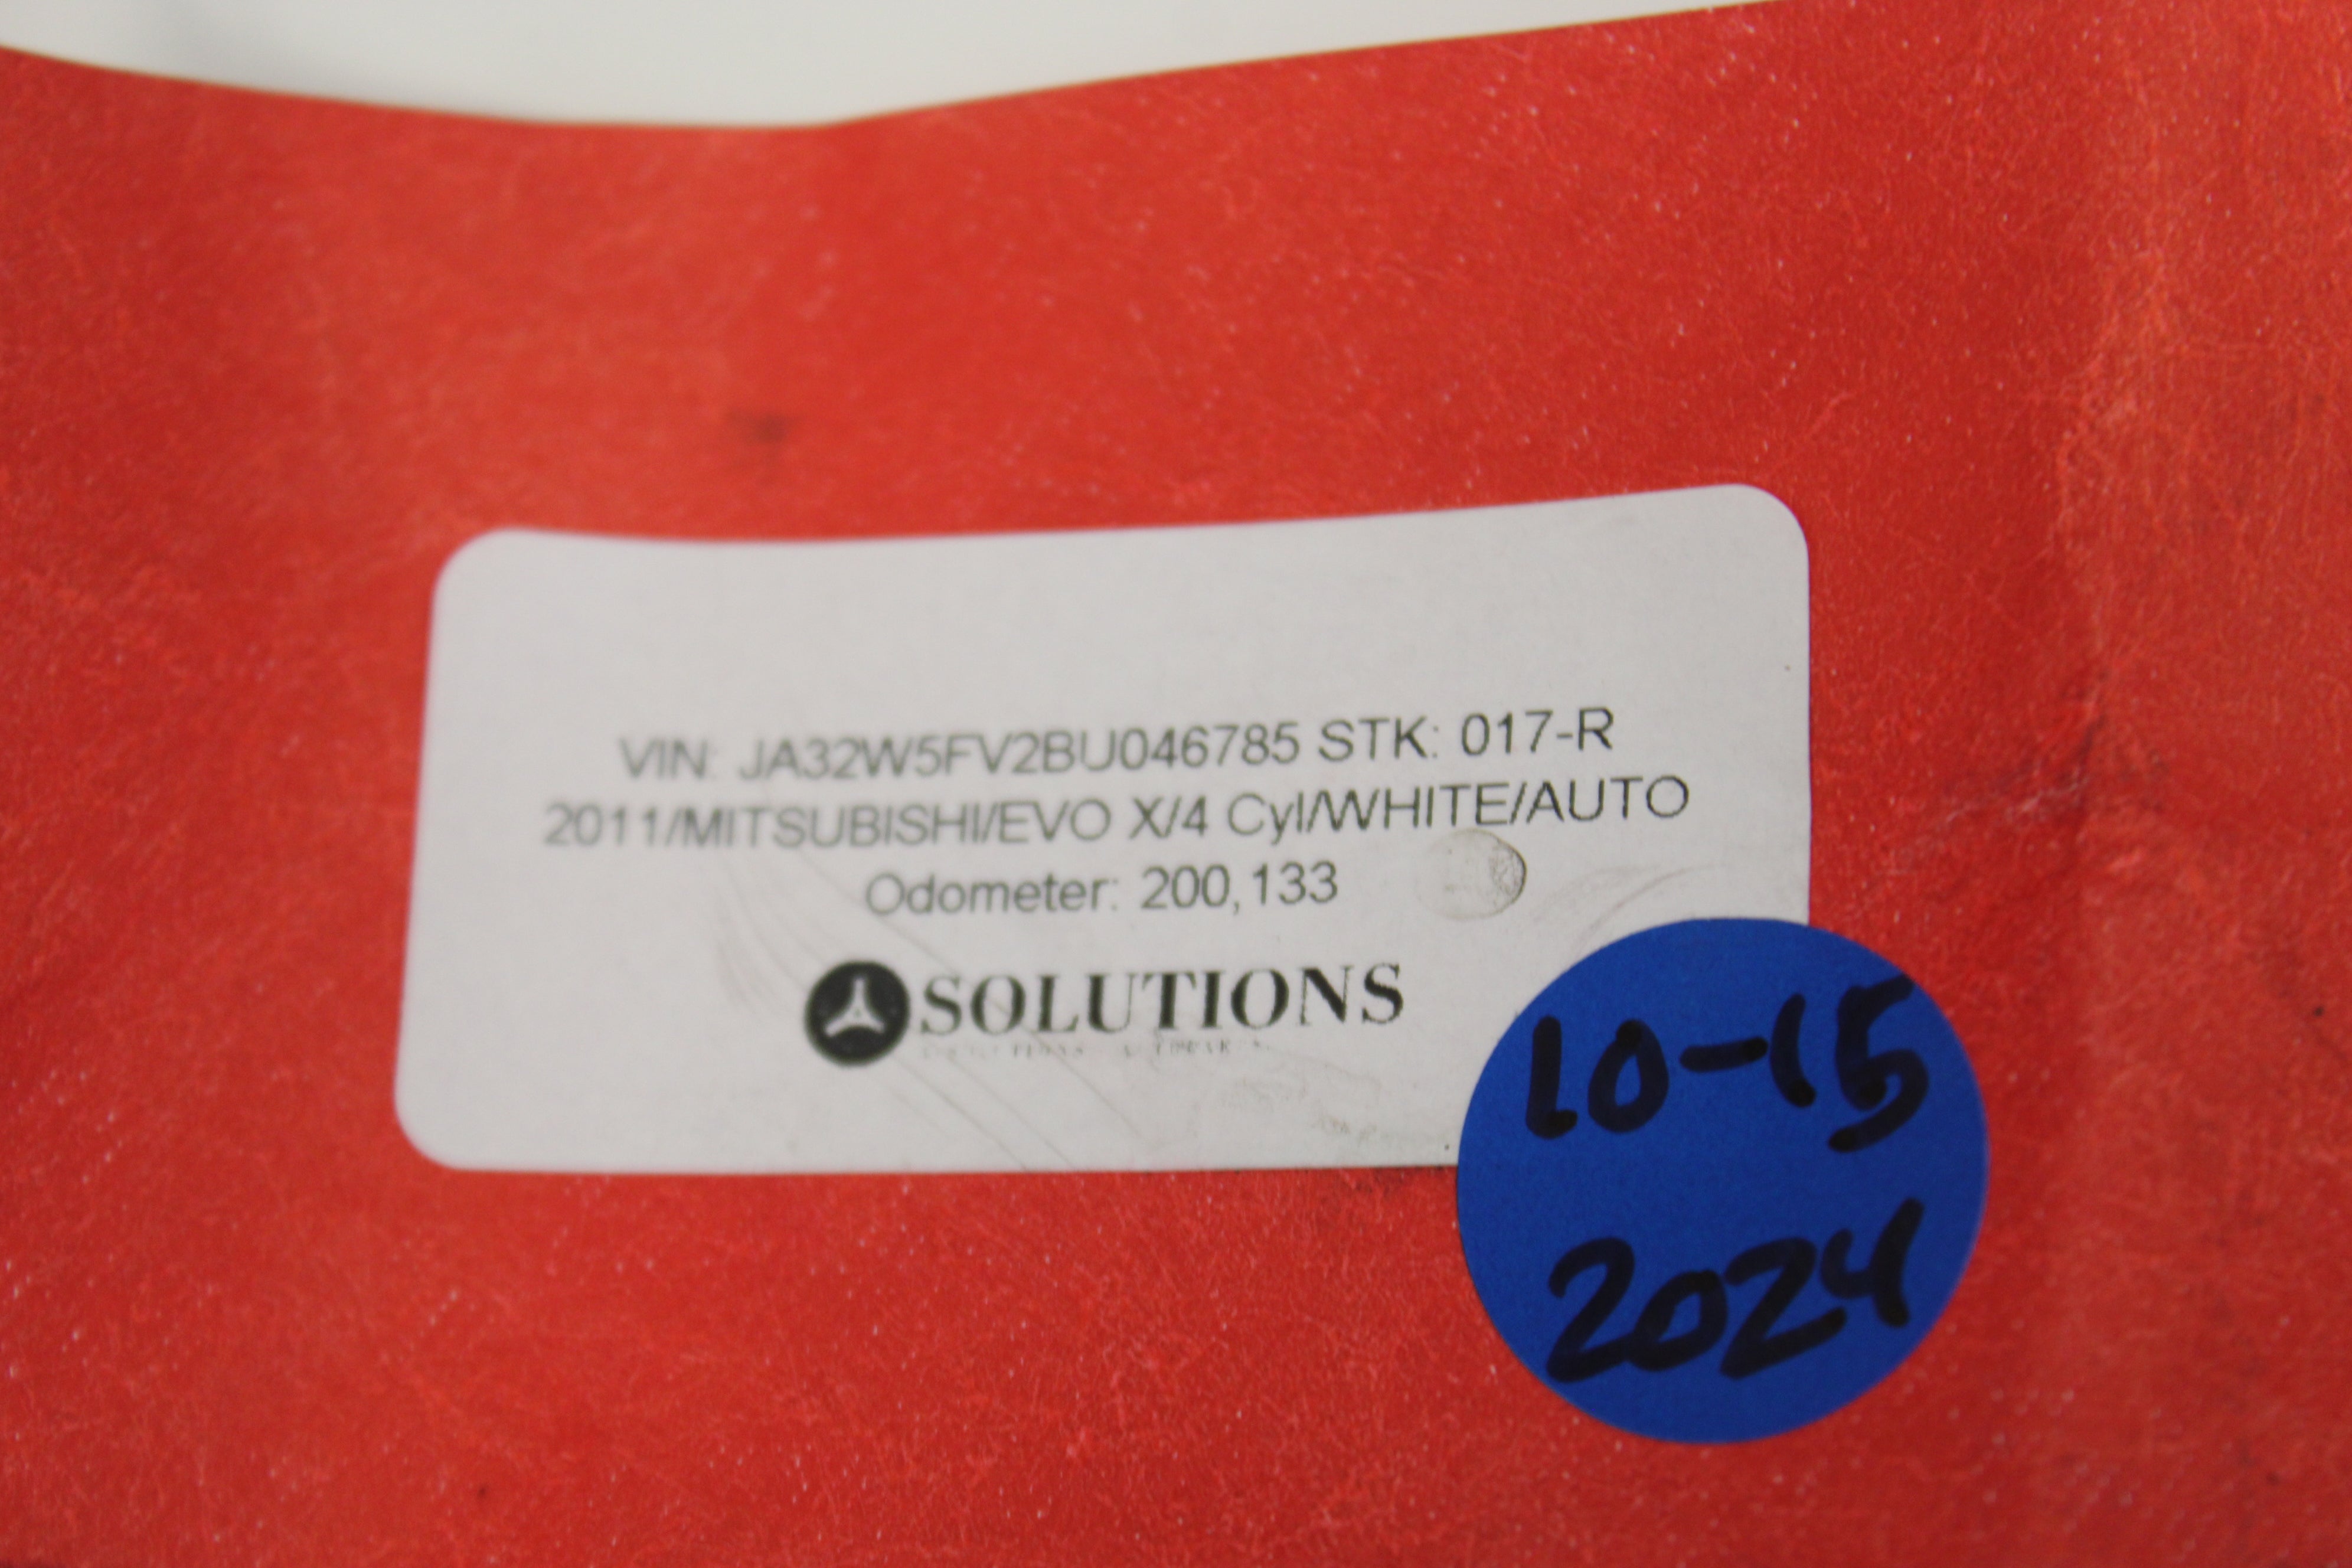 VIN: JA32W5FV2BU046785 STK: 017-R
2011/MITSUBISHI/EVO X/4 Cyl/WHITE/AUTO
Odometer: 200,133
SOLUTIONS
10-15
2024